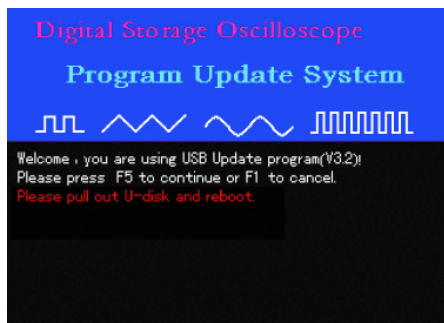 Digital Storage Oscilloscope
Program Update System
Welcome , you are using USB Update program(V3.2)!
Please press F5 to continue or F1 to cancel.
Please pull out U-disk and reboot.